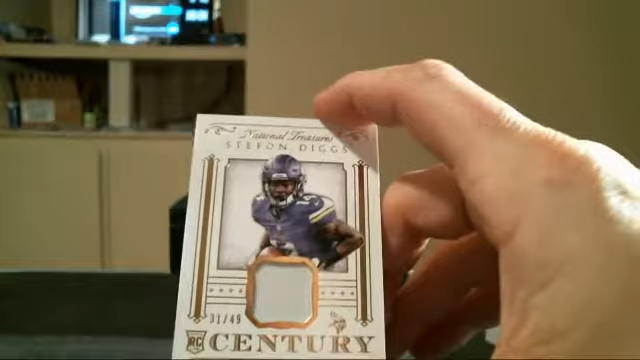 National Treasures
STEFON DIGGS
31/49
RC
CENTURY